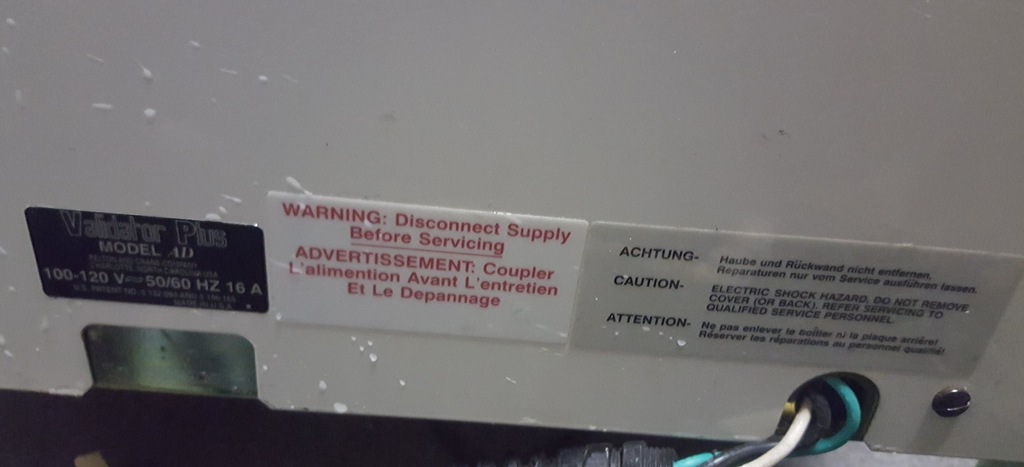 Validator Plus
MODEL AD
100-120 V 50/60 HZ 16 A
WARNING: Disconnect Supply
Before Servicing
ADVERTISSEMENT: Coupler
L'alimention Avant L'entretien
Et Le Depannage
ACHTUNG- Haube und Rückwand nicht entfernen.
Reparaturen nur vom Service ausführen lassen.
CAUTION- ELECTRIC SHOCK HAZARD. DO NOT REMOVE
COVER (OR BACK). REFER SERVICING TO
QUALIFIED SERVICE PERSONNEL.
ATTENTION- Ne pas enlever le boîtier ni la plaque arrière!
Réserver les réparations au personnel qualifié!